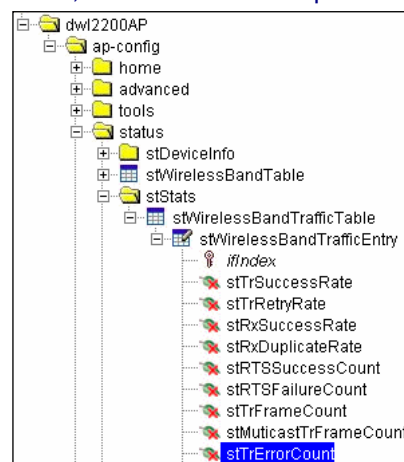 dwl2200AP
ap-config
home
advanced
tools
status
stDeviceInfo
stWirelessBandTable
stStats
stWirelessBandTrafficTable
stWirelessBandTrafficEntry
ifIndex
stTrSuccessRate
stTrRetryRate
stRxSuccessRate
stRxDuplicateRate
stRTSSuccessCount
stRTSFailureCount
stTrFrameCount
stMuticastTrFrameCount
stTrErrorCount